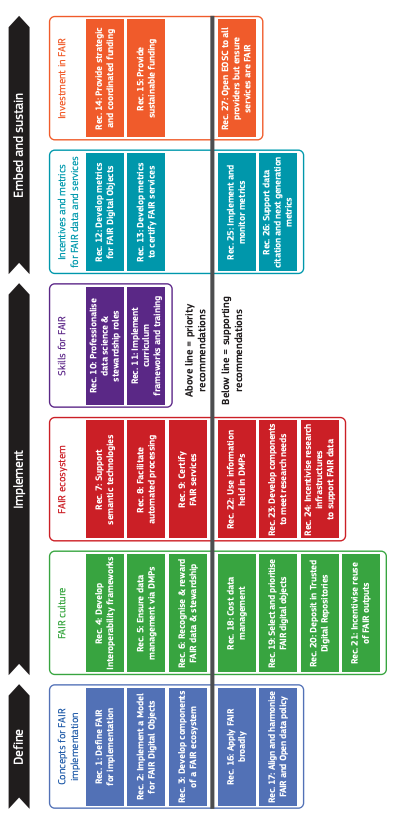 Define
Implement
Embed and sustain
Concepts for FAIR
implementation
Rec. 1: Define FAIR
for implementation
Rec. 2: Implement a Model
for FAIR Digital Objects
Rec. 3: Develop components
of a FAIR ecosystem
Rec. 16: Apply FAIR
broadly
Rec. 17: Align and harmonise
FAIR and Open data policy
FAIR culture
Rec. 4: Develop
interoperability frameworks
Rec. 5: Ensure data
management via DMPs
Rec. 6: Recognise & reward
FAIR data & stewardship
Rec. 18: Cost data
management
Rec. 19: Select and prioritise
FAIR digital objects
Rec. 20: Deposit in Trusted
Digital Repositories
Rec. 21: Incentivise reuse
of FAIR outputs
FAIR ecosystem
Rec. 7: Support
semantic technologies
Rec. 8: Facilitate
automated processing
Rec. 9: Certify
FAIR services
Rec. 22: Use information
held in DMPs
Rec. 23: Develop components
to meet research needs
Rec. 24: Incentivise research
infrastructures
to support FAIR data
Skills for FAIR
Rec. 10: Professionalise
data science &
stewardship roles
Rec. 11: Implement
curriculum
frameworks and training
Above line = priority
recommendations
Below line = supporting
recommendations
Incentives and metrics
for FAIR data and services
Rec. 12: Develop metrics
for FAIR Digital Objects
Rec. 13: Develop metrics
to certify FAIR services
Rec. 25: Implement and
monitor metrics
Rec. 26: Support data
citation and next generation
metrics
Investment in FAIR
Rec. 14: Provide strategic
and coordinated funding
Rec. 15: Provide
sustainable funding
Rec. 27: Open EOSC to all
providers but ensure
services are FAIR